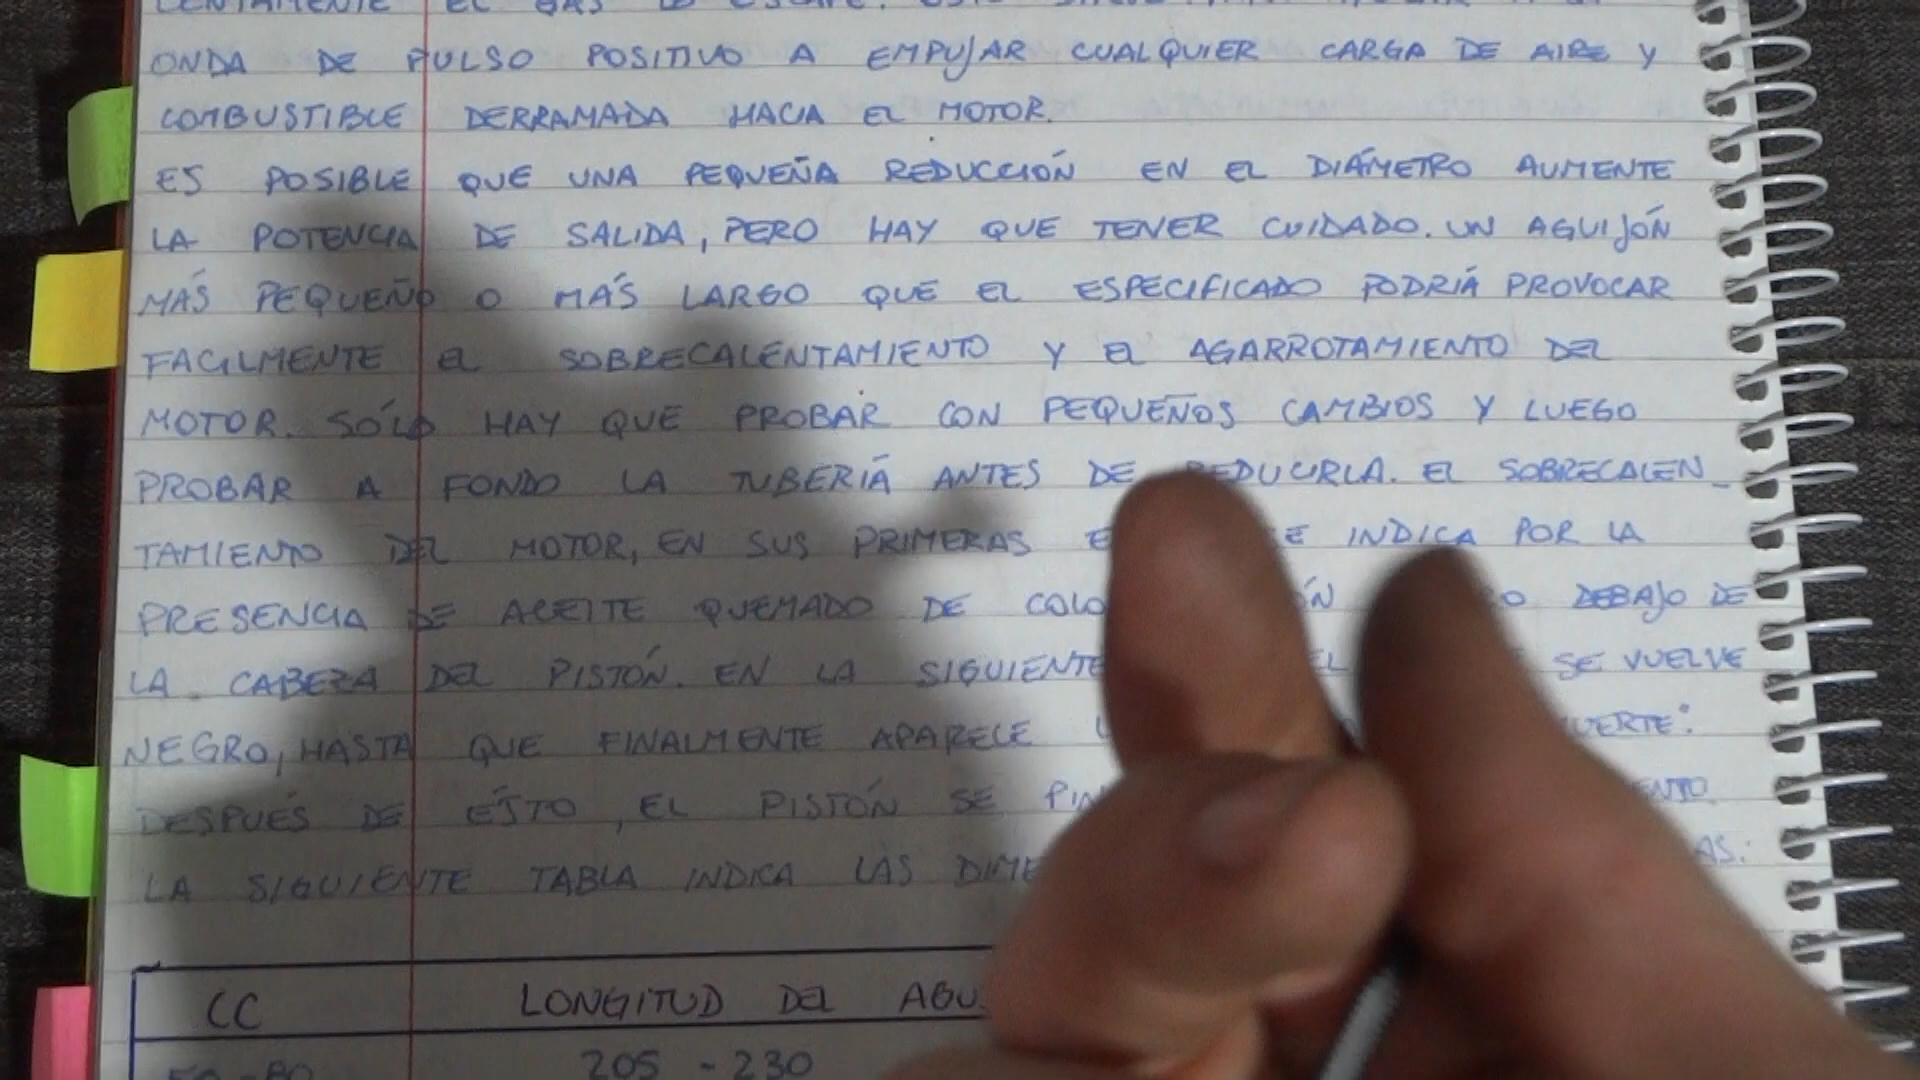 ONDA DE PULSO POSITIVO A EMPUJAR CUALQUIER CARGA DE AIRE Y
COMBUSTIBLE DERRAMADA HACIA EL MOTOR.
ES POSIBLE QUE UNA PEQUEÑA REDUCCIÓN EN EL DIÁMETRO AUMENTE
LA POTENCIA DE SALIDA, PERO HAY QUE TENER CUIDADO. UN AGUIJÓN
MÁS PEQUEÑO O MÁS LARGO QUE EL ESPECIFICADO PODRÍA PROVOCAR
FACILMENTE EL SOBRECALENTAMIENTO Y EL AGARROTAMIENTO DEL
MOTOR. SÓLO HAY QUE PROBAR CON PEQUEÑOS CAMBIOS Y LUEGO
PROBAR A FONDO LA TUBERÍA ANTES DE REDUCIRLA. EL SOBRECALEN_
TAMIENTO DEL MOTOR, EN SUS PRIMERAS INDICA POR LA
PRESENCIA DE ACEITE QUEMADO DE DEBAJO DE
LA CABEZA DEL PISTÓN. EN LA SIGUIENTE SE VUELVE
NEGRO, HASTA QUE FINALMENTE APARECE
DESPUÉS DE ÉSTO, EL PISTÓN SE
LA SIGUIENTE TABLA INDICA LAS
CC LONGITUD DEL
50-80 205 - 230